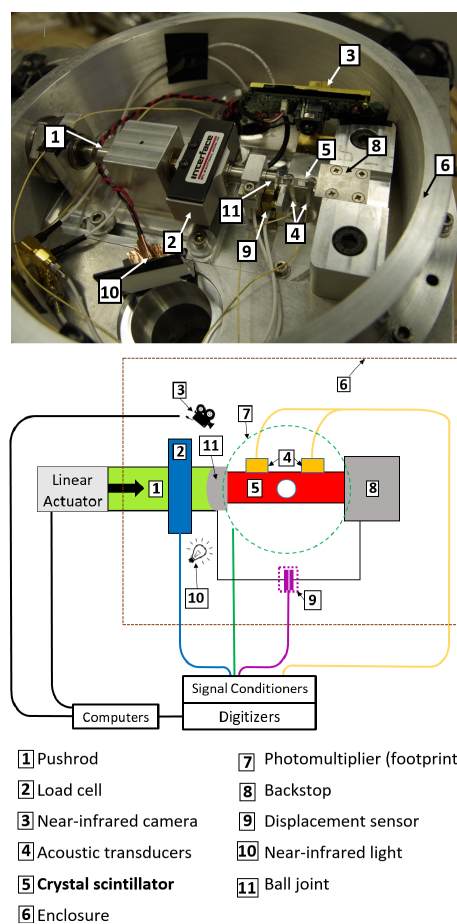 3
1
interface
5
8
6
11
2
9
4
10
3
6
7
2
11
4
Linear
Actuator
1
5
8
10
9
Signal Conditioners
Computers
Digitizers
1 Pushrod
2 Load cell
3 Near-infrared camera
4 Acoustic transducers
5 Crystal scintillator
6 Enclosure
7 Photomultiplier (footprint
8 Backstop
9 Displacement sensor
10 Near-infrared light
11 Ball joint